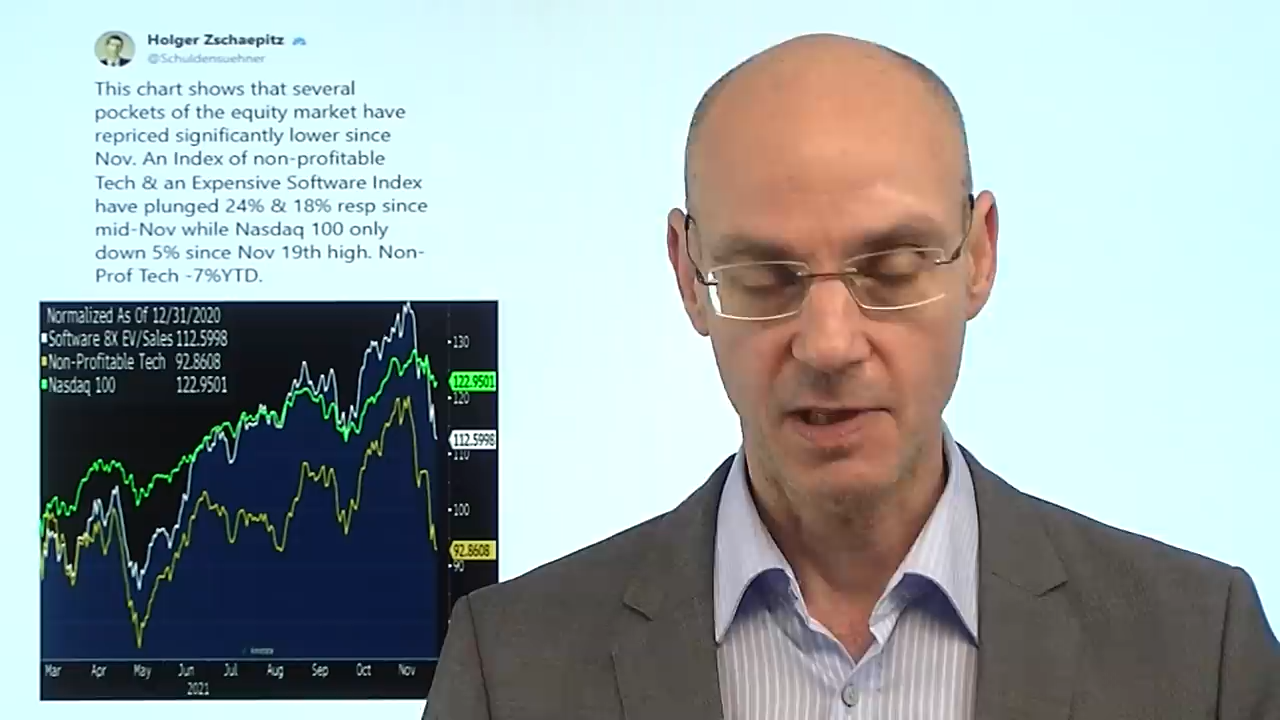 Holger Zschaepitz
@Schuldensuehner
This chart shows that several
pockets of the equity market have
repriced significantly lower since
Nov. An Index of non-profitable
Tech & an Expensive Software Index
have plunged 24% & 18% resp since
mid-Nov while Nasdaq 100 only
down 5% since Nov 19th high. Non-
Prof Tech -7%YTD.
Normalized As Of 12/31/2020
Software 8X EV/Sales 112.5998
Non-Profitable Tech 92.8608
Nasdaq 100 122.9501
130
122.9501
120
112.5998
110
100
92.8608
90
Mar Apr May Jun Jul Aug Sep Oct Nov
2021